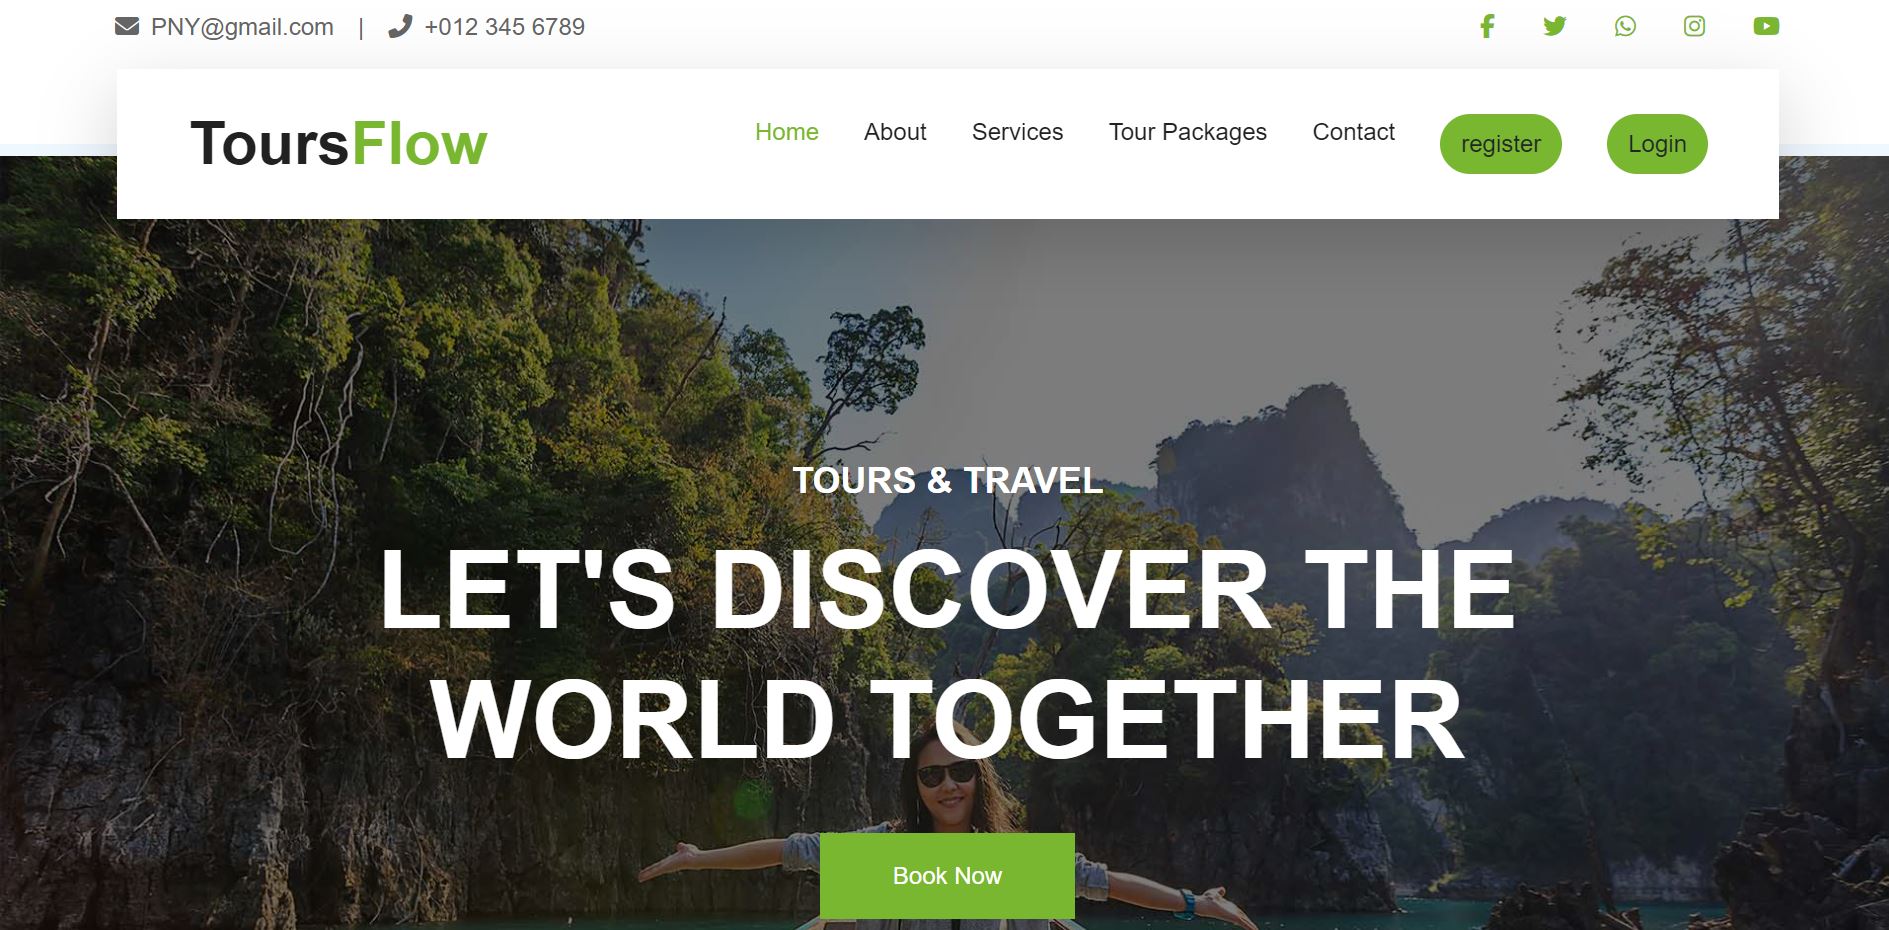 PNY@gmail.com | +012 345 6789
ToursFlow
Home About Services Tour Packages Contact register Login
TOURS & TRAVEL
LET'S DISCOVER THE
WORLD TOGETHER
Book Now